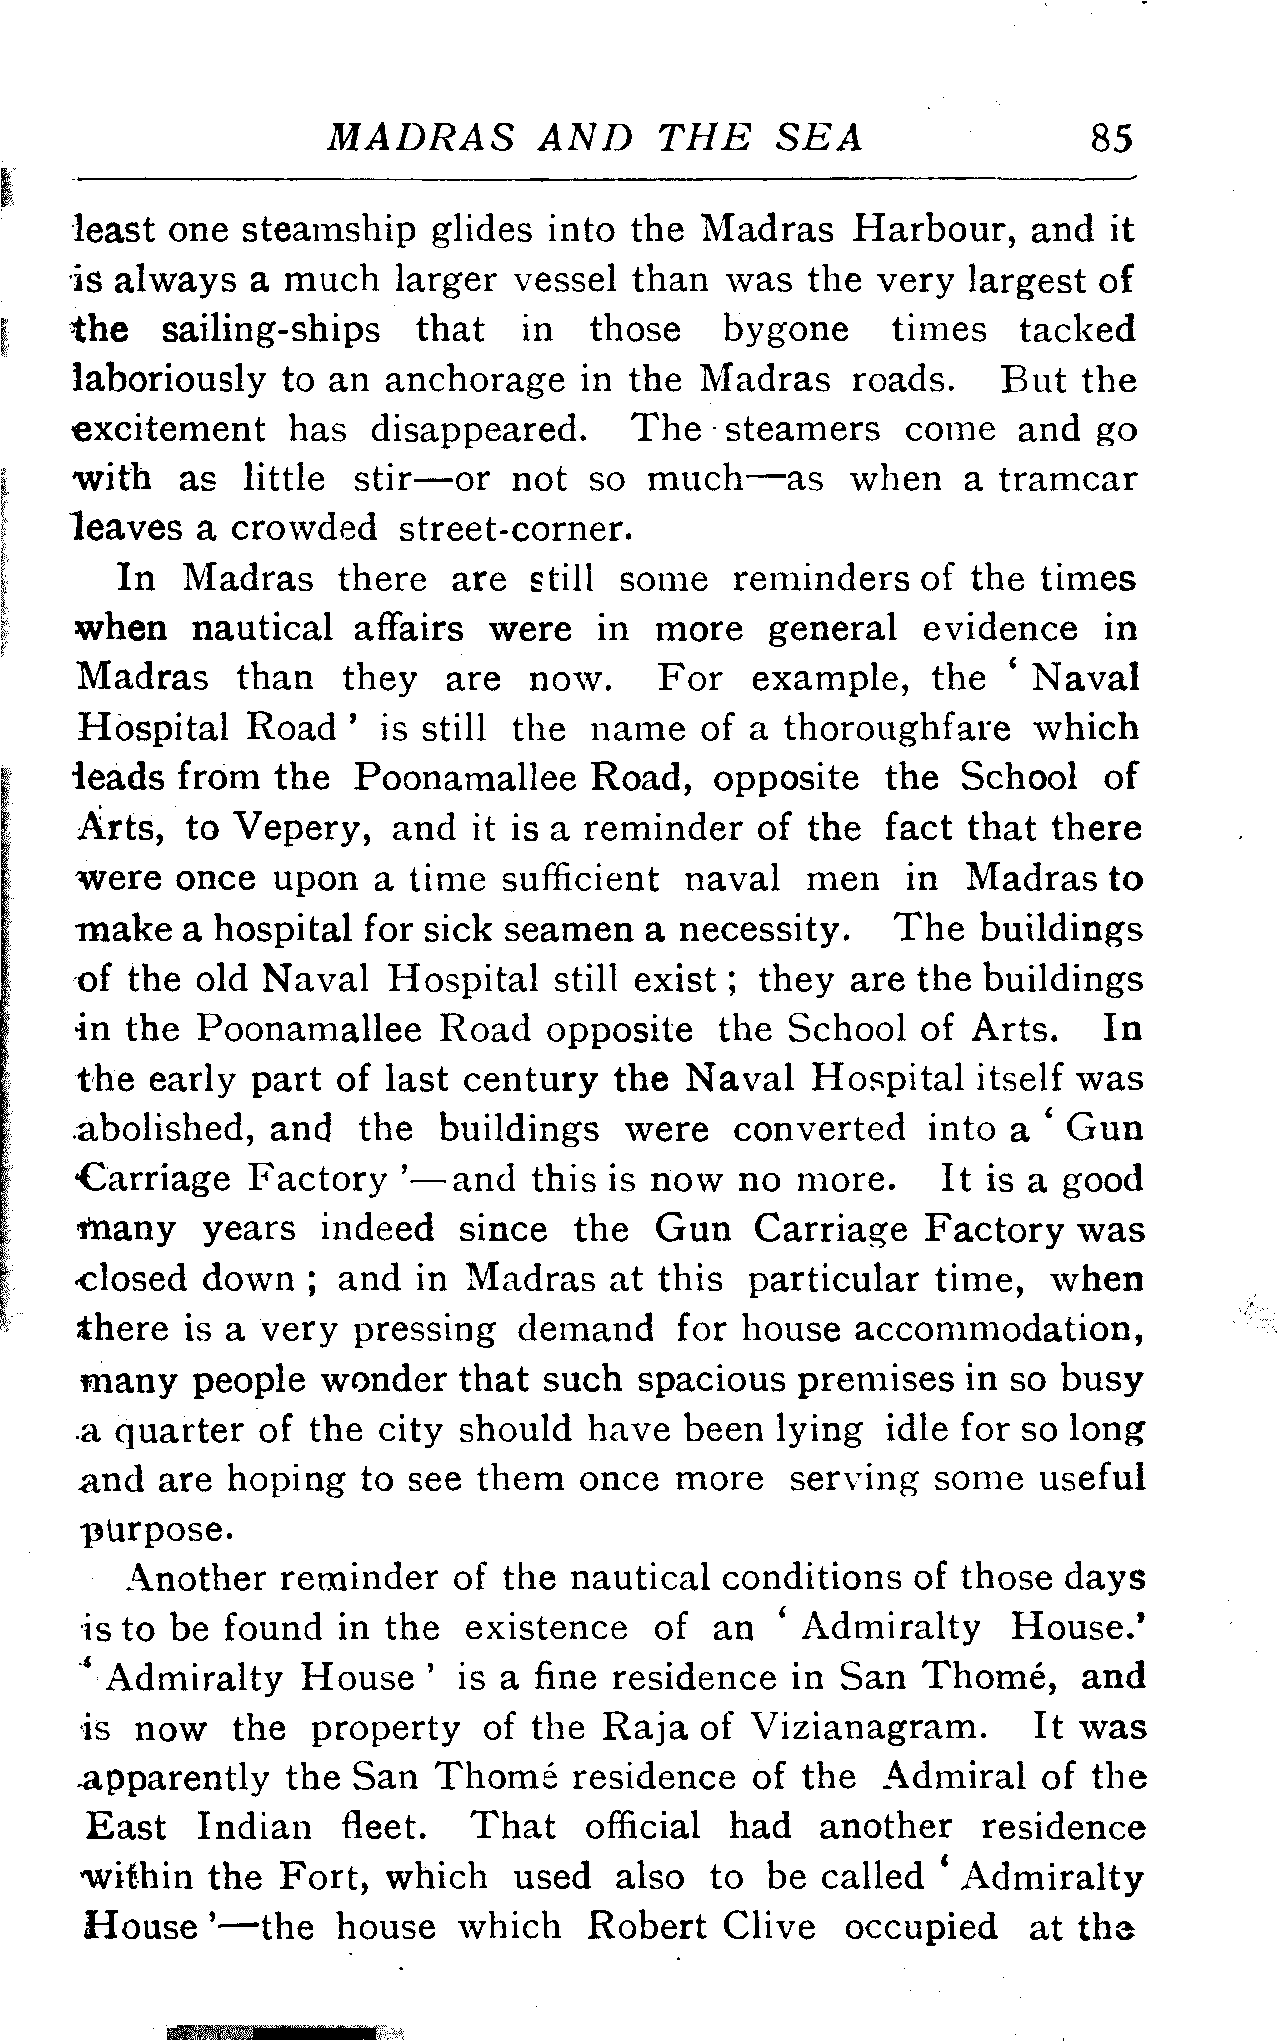 MADRAS AND THE SEA 85
least one steamship glides into the Madras Harbour, and it
is always a much larger vessel than was the very largest of
the sailing-ships that in those bygone times tacked
laboriously to an anchorage in the Madras roads. But the
excitement has disappeared. The steamers come and go
with as little stir—or not so much—as when a tramcar
leaves a crowded street-corner.
In Madras there are still some reminders of the times
when nautical affairs were in more general evidence in
Madras than they are now. For example, the ‘ Naval
Hospital Road ’ is still the name of a thoroughfare which
leads from the Poonamallee Road, opposite the School of
Arts, to Vepery, and it is a reminder of the fact that there
were once upon a time sufficient naval men in Madras to
make a hospital for sick seamen a necessity. The buildings
of the old Naval Hospital still exist ; they are the buildings
in the Poonamallee Road opposite the School of Arts. In
the early part of last century the Naval Hospital itself was
abolished, and the buildings were converted into a ‘ Gun
Carriage Factory ’—and this is now no more. It is a good
many years indeed since the Gun Carriage Factory was
closed down ; and in Madras at this particular time, when
there is a very pressing demand for house accommodation,
many people wonder that such spacious premises in so busy
a quarter of the city should have been lying idle for so long
and are hoping to see them once more serving some useful
purpose.
Another reminder of the nautical conditions of those days
is to be found in the existence of an ‘ Admiralty House.’
‘ Admiralty House ’ is a fine residence in San Thomé, and
is now the property of the Raja of Vizianagram. It was
apparently the San Thomé residence of the Admiral of the
East Indian fleet. That official had another residence
within the Fort, which used also to be called ‘ Admiralty
House ’—the house which Robert Clive occupied at the